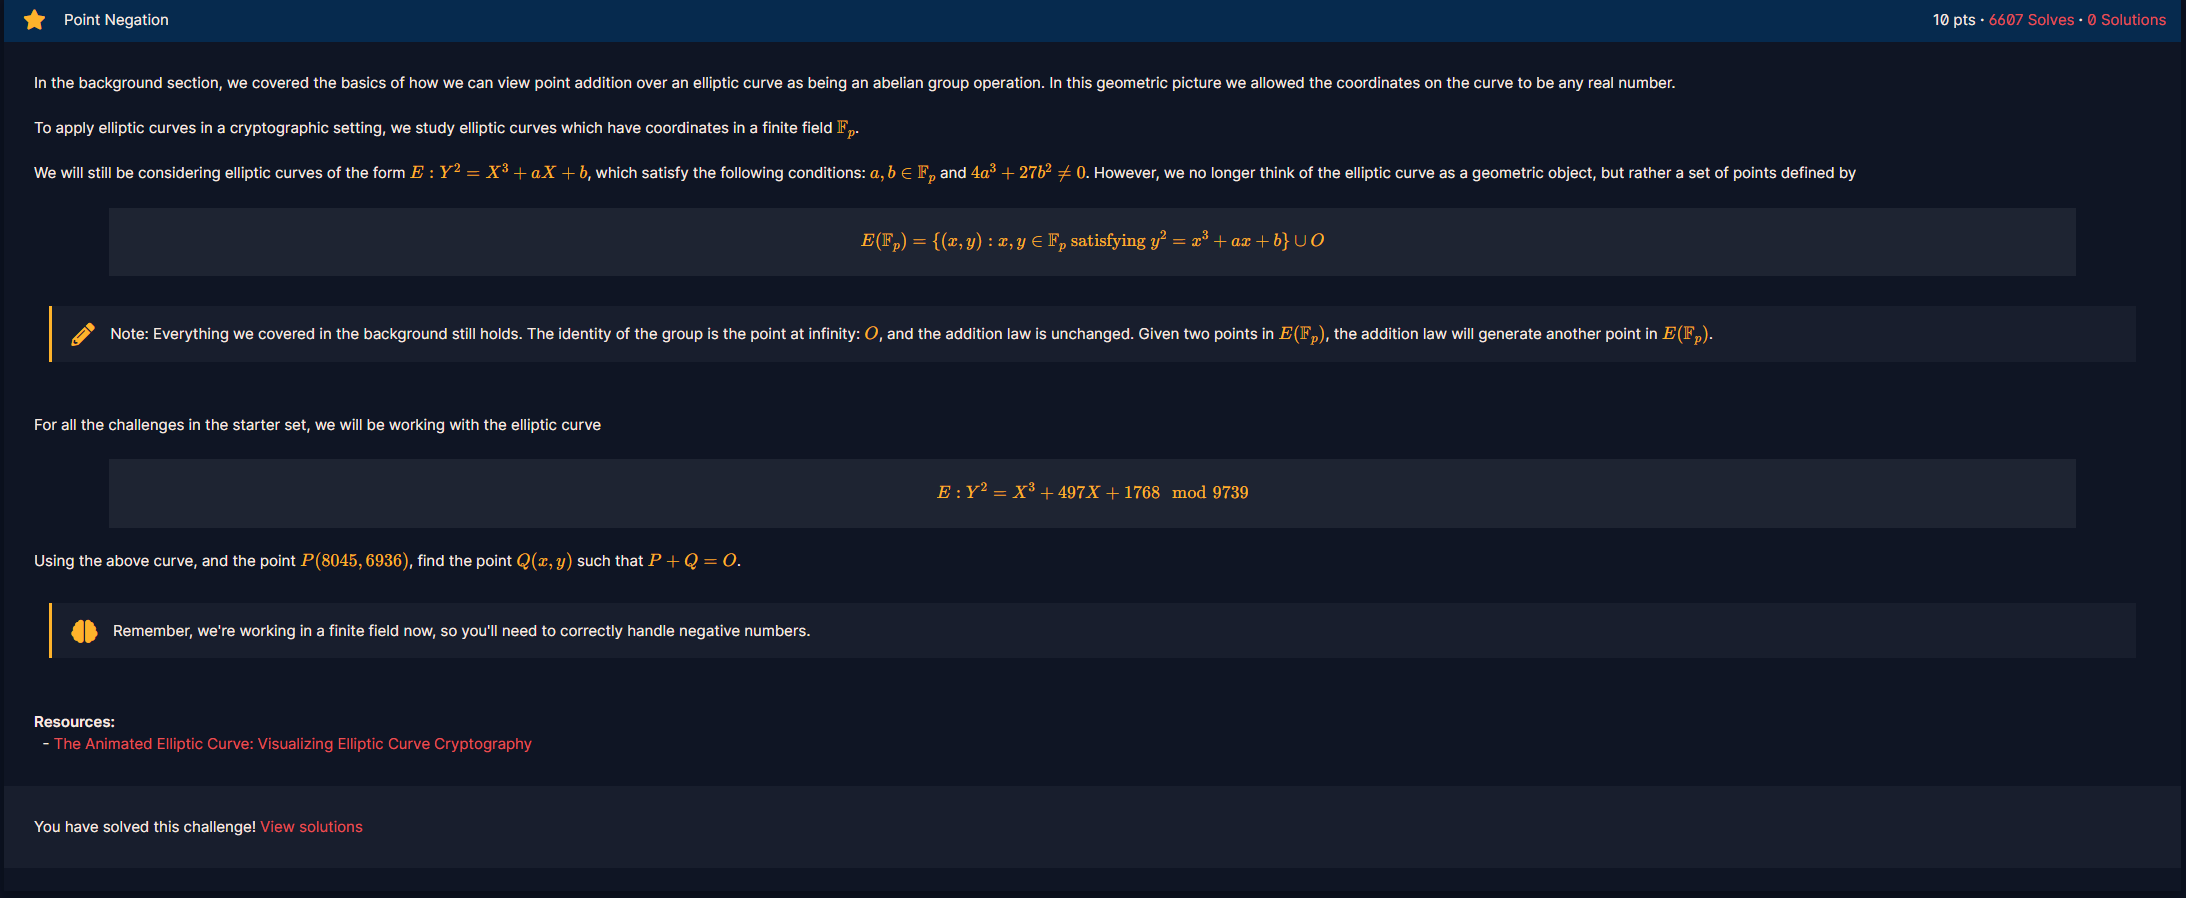 Point Negation
10 pts · 6607 Solves · 0 Solutions
In the background section, we covered the basics of how we can view point addition over an elliptic curve as being an abelian group operation. In this geometric picture we allowed the coordinates on the curve to be any real number.
To apply elliptic curves in a cryptographic setting, we study elliptic curves which have coordinates in a finite field 𝔽ₚ.
We will still be considering elliptic curves of the form E : Y² = X³ + aX + b, which satisfy the following conditions: a, b ∈ 𝔽ₚ and 4a³ + 27b² ≠ 0. However, we no longer think of the elliptic curve as a geometric object, but rather a set of points defined by
E(𝔽ₚ) = {(x, y) : x, y ∈ 𝔽ₚ satisfying y² = x³ + ax + b} ∪ O
Note: Everything we covered in the background still holds. The identity of the group is the point at infinity: O, and the addition law is unchanged. Given two points in E(𝔽ₚ), the addition law will generate another point in E(𝔽ₚ).
For all the challenges in the starter set, we will be working with the elliptic curve
E : Y² = X³ + 497X + 1768 mod 9739
Using the above curve, and the point P(8045, 6936), find the point Q(x, y) such that P + Q = O.
Remember, we're working in a finite field now, so you'll need to correctly handle negative numbers.
Resources:
- The Animated Elliptic Curve: Visualizing Elliptic Curve Cryptography
You have solved this challenge! View solutions